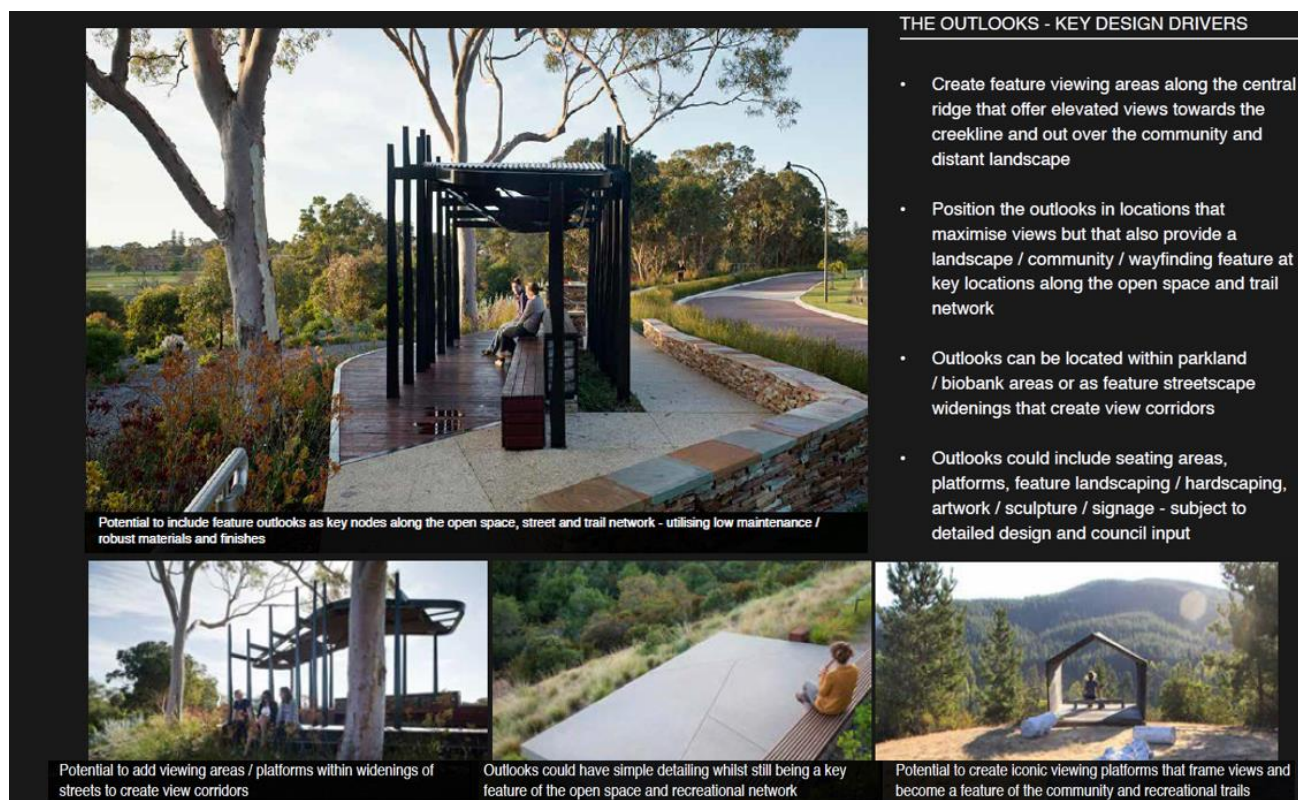 THE OUTLOOKS - KEY DESIGN DRIVERS
• Create feature viewing areas along the central
ridge that offer elevated views towards the
creekline and out over the community and
distant landscape
• Position the outlooks in locations that
maximise views but that also provide a
landscape / community / wayfinding feature at
key locations along the open space and trail
network
• Outlooks can be located within parkland
/ biobank areas or as feature streetscape
widenings that create view corridors
• Outlooks could include seating areas,
platforms, feature landscaping / hardscaping,
artwork / sculpture / signage - subject to
detailed design and council input
Potential to include feature outlooks as key nodes along the open space, street and trail network - utilising low maintenance /
robust materials and finishes
Potential to add viewing areas / platforms within widenings of
streets to create view corridors
Outlooks could have simple detailing whilst still being a key
feature of the open space and recreational network
Potential to create iconic viewing platforms that frame views and
become a feature of the community and recreational trails